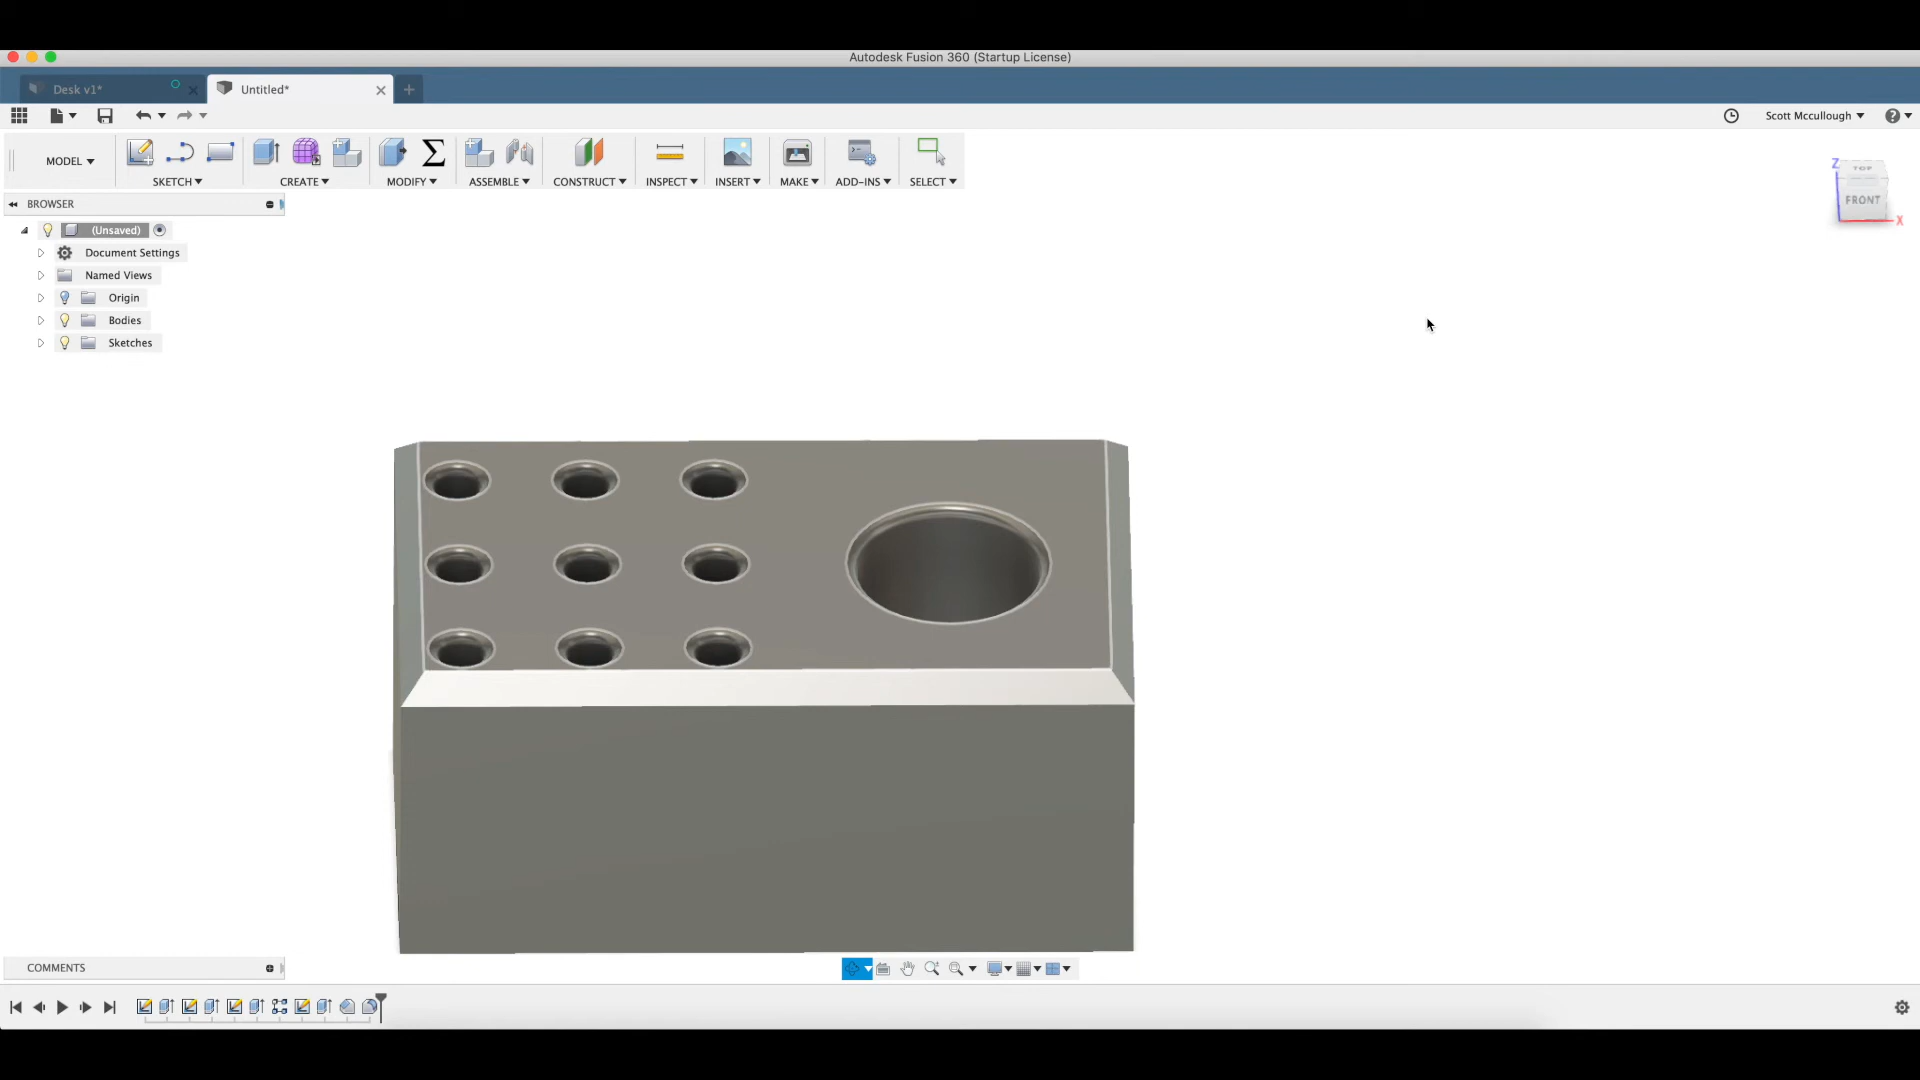 Autodesk Fusion 360 (Startup License)
Desk v1*
Untitled*
Scott Mccullough
MODEL
SKETCH
CREATE
MODIFY
ASSEMBLE
CONSTRUCT
INSPECT
INSERT
MAKE
ADD-INS
SELECT
BROWSER
(Unsaved)
Document Settings
Named Views
Origin
Bodies
Sketches
Z
TOP
FRONT
X
COMMENTS